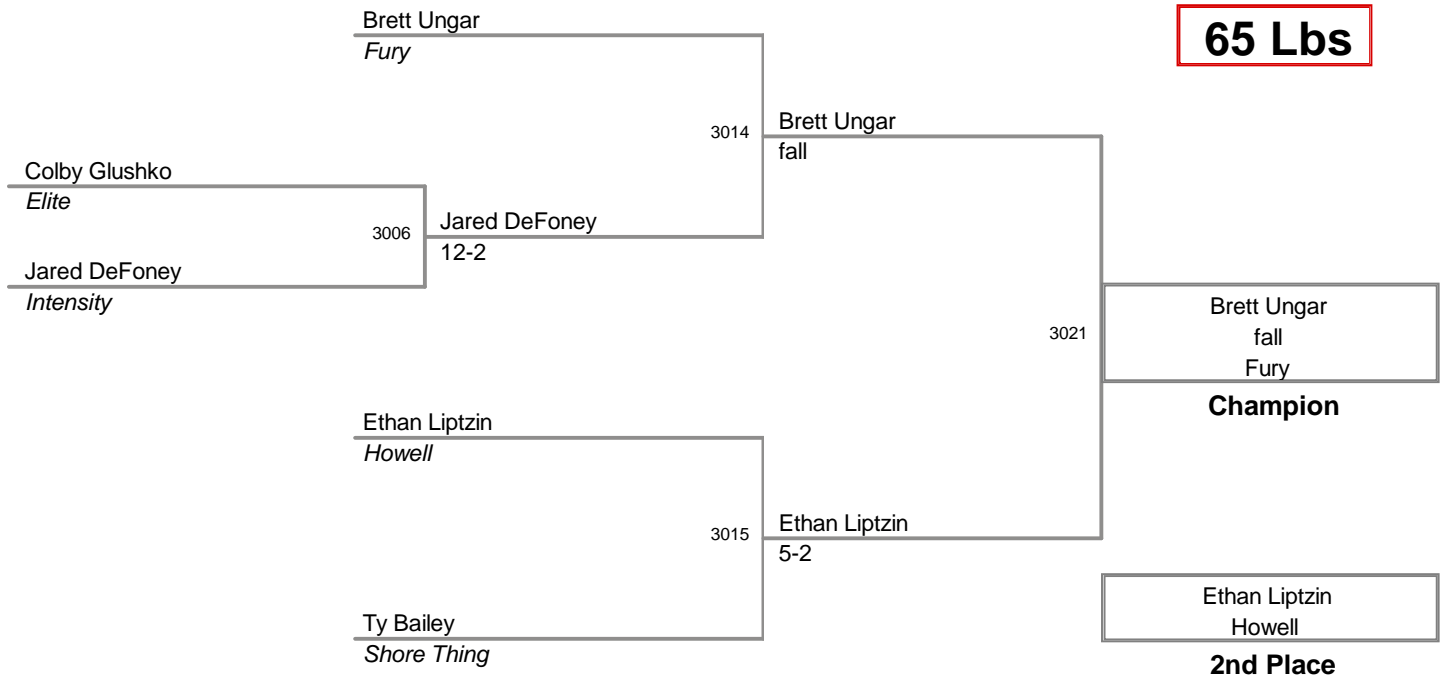 65 Lbs
Brett Ungar
Fury
3014
Brett Ungar
fall
Colby Glushko
Elite
3006
Jared DeFoney
12-2
Jared DeFoney
Intensity
3021
Brett Ungar
fall
Fury
Champion
Ethan Liptzin
Howell
3015
Ethan Liptzin
5-2
Ty Bailey
Shore Thing
Ethan Liptzin
Howell
2nd Place